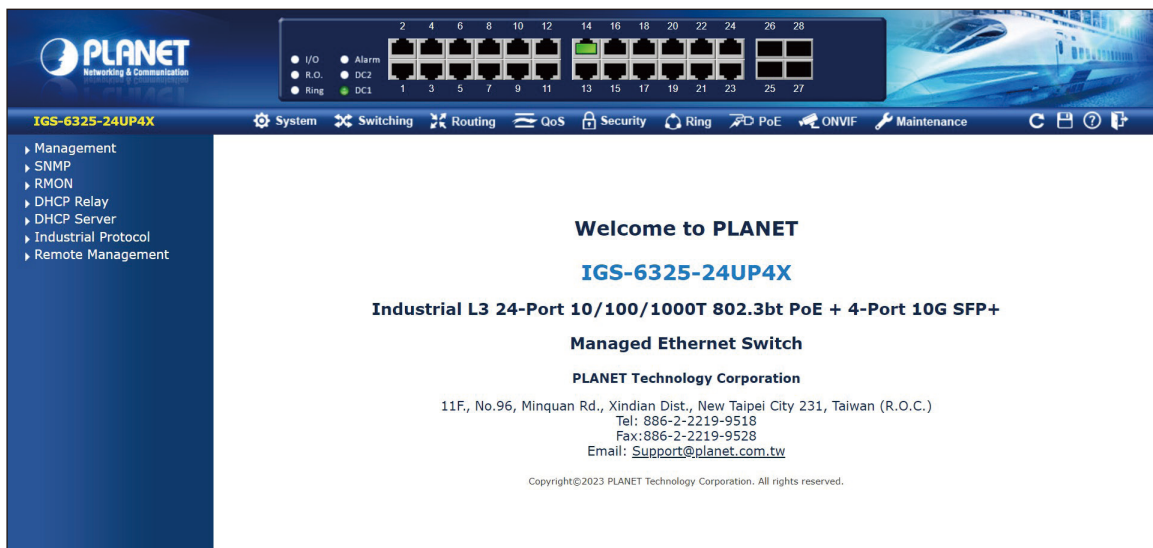 PLANET
Networking & Communication
2 4 6 8 10 12 14 16 18 20 22 24 26 28
I/O Alarm
R.O. DC2
Ring DC1
1 3 5 7 9 11 13 15 17 19 21 23 25 27
IGS-6325-24UP4X
System Switching Routing QoS Security Ring PoE ONVIF Maintenance
Management
SNMP
RMON
DHCP Relay
DHCP Server
Industrial Protocol
Remote Management
Welcome to PLANET
IGS-6325-24UP4X
Industrial L3 24-Port 10/100/1000T 802.3bt PoE + 4-Port 10G SFP+
Managed Ethernet Switch
PLANET Technology Corporation
11F., No.96, Minquan Rd., Xindian Dist., New Taipei City 231, Taiwan (R.O.C.)
Tel: 886-2-2219-9518
Fax:886-2-2219-9528
Email: Support@planet.com.tw
Copyright©2023 PLANET Technology Corporation. All rights reserved.